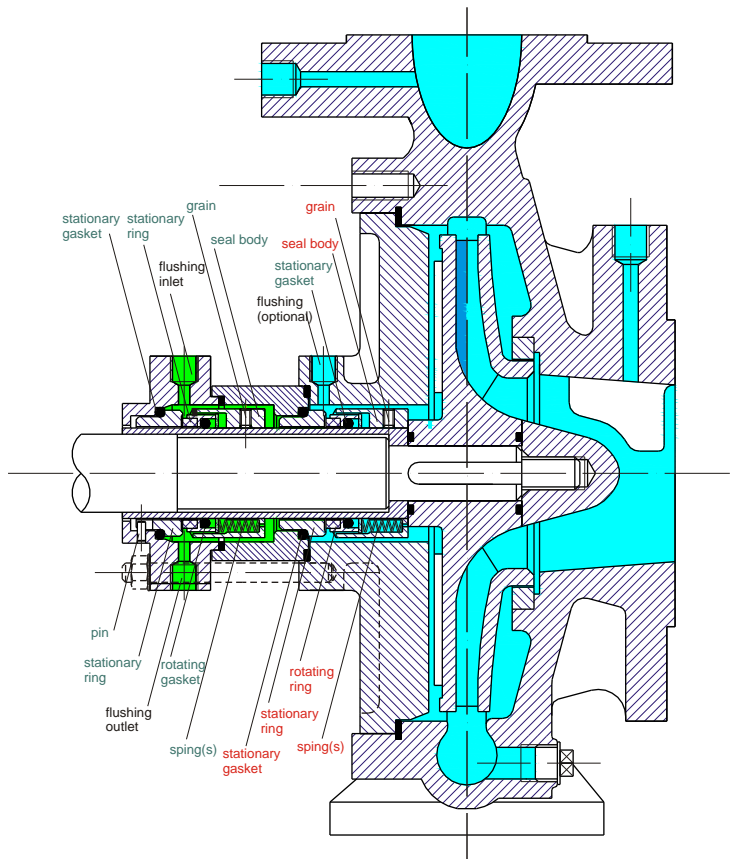 grain
grain
stationary
gasket
stationary
ring
seal body
seal body
flushing
inlet
stationary
gasket
flushing
(optional)
pin
stationary
ring
rotating
gasket
rotating
ring
flushing
outlet
stationary
ring
sping(s)
stationary
gasket
sping(s)